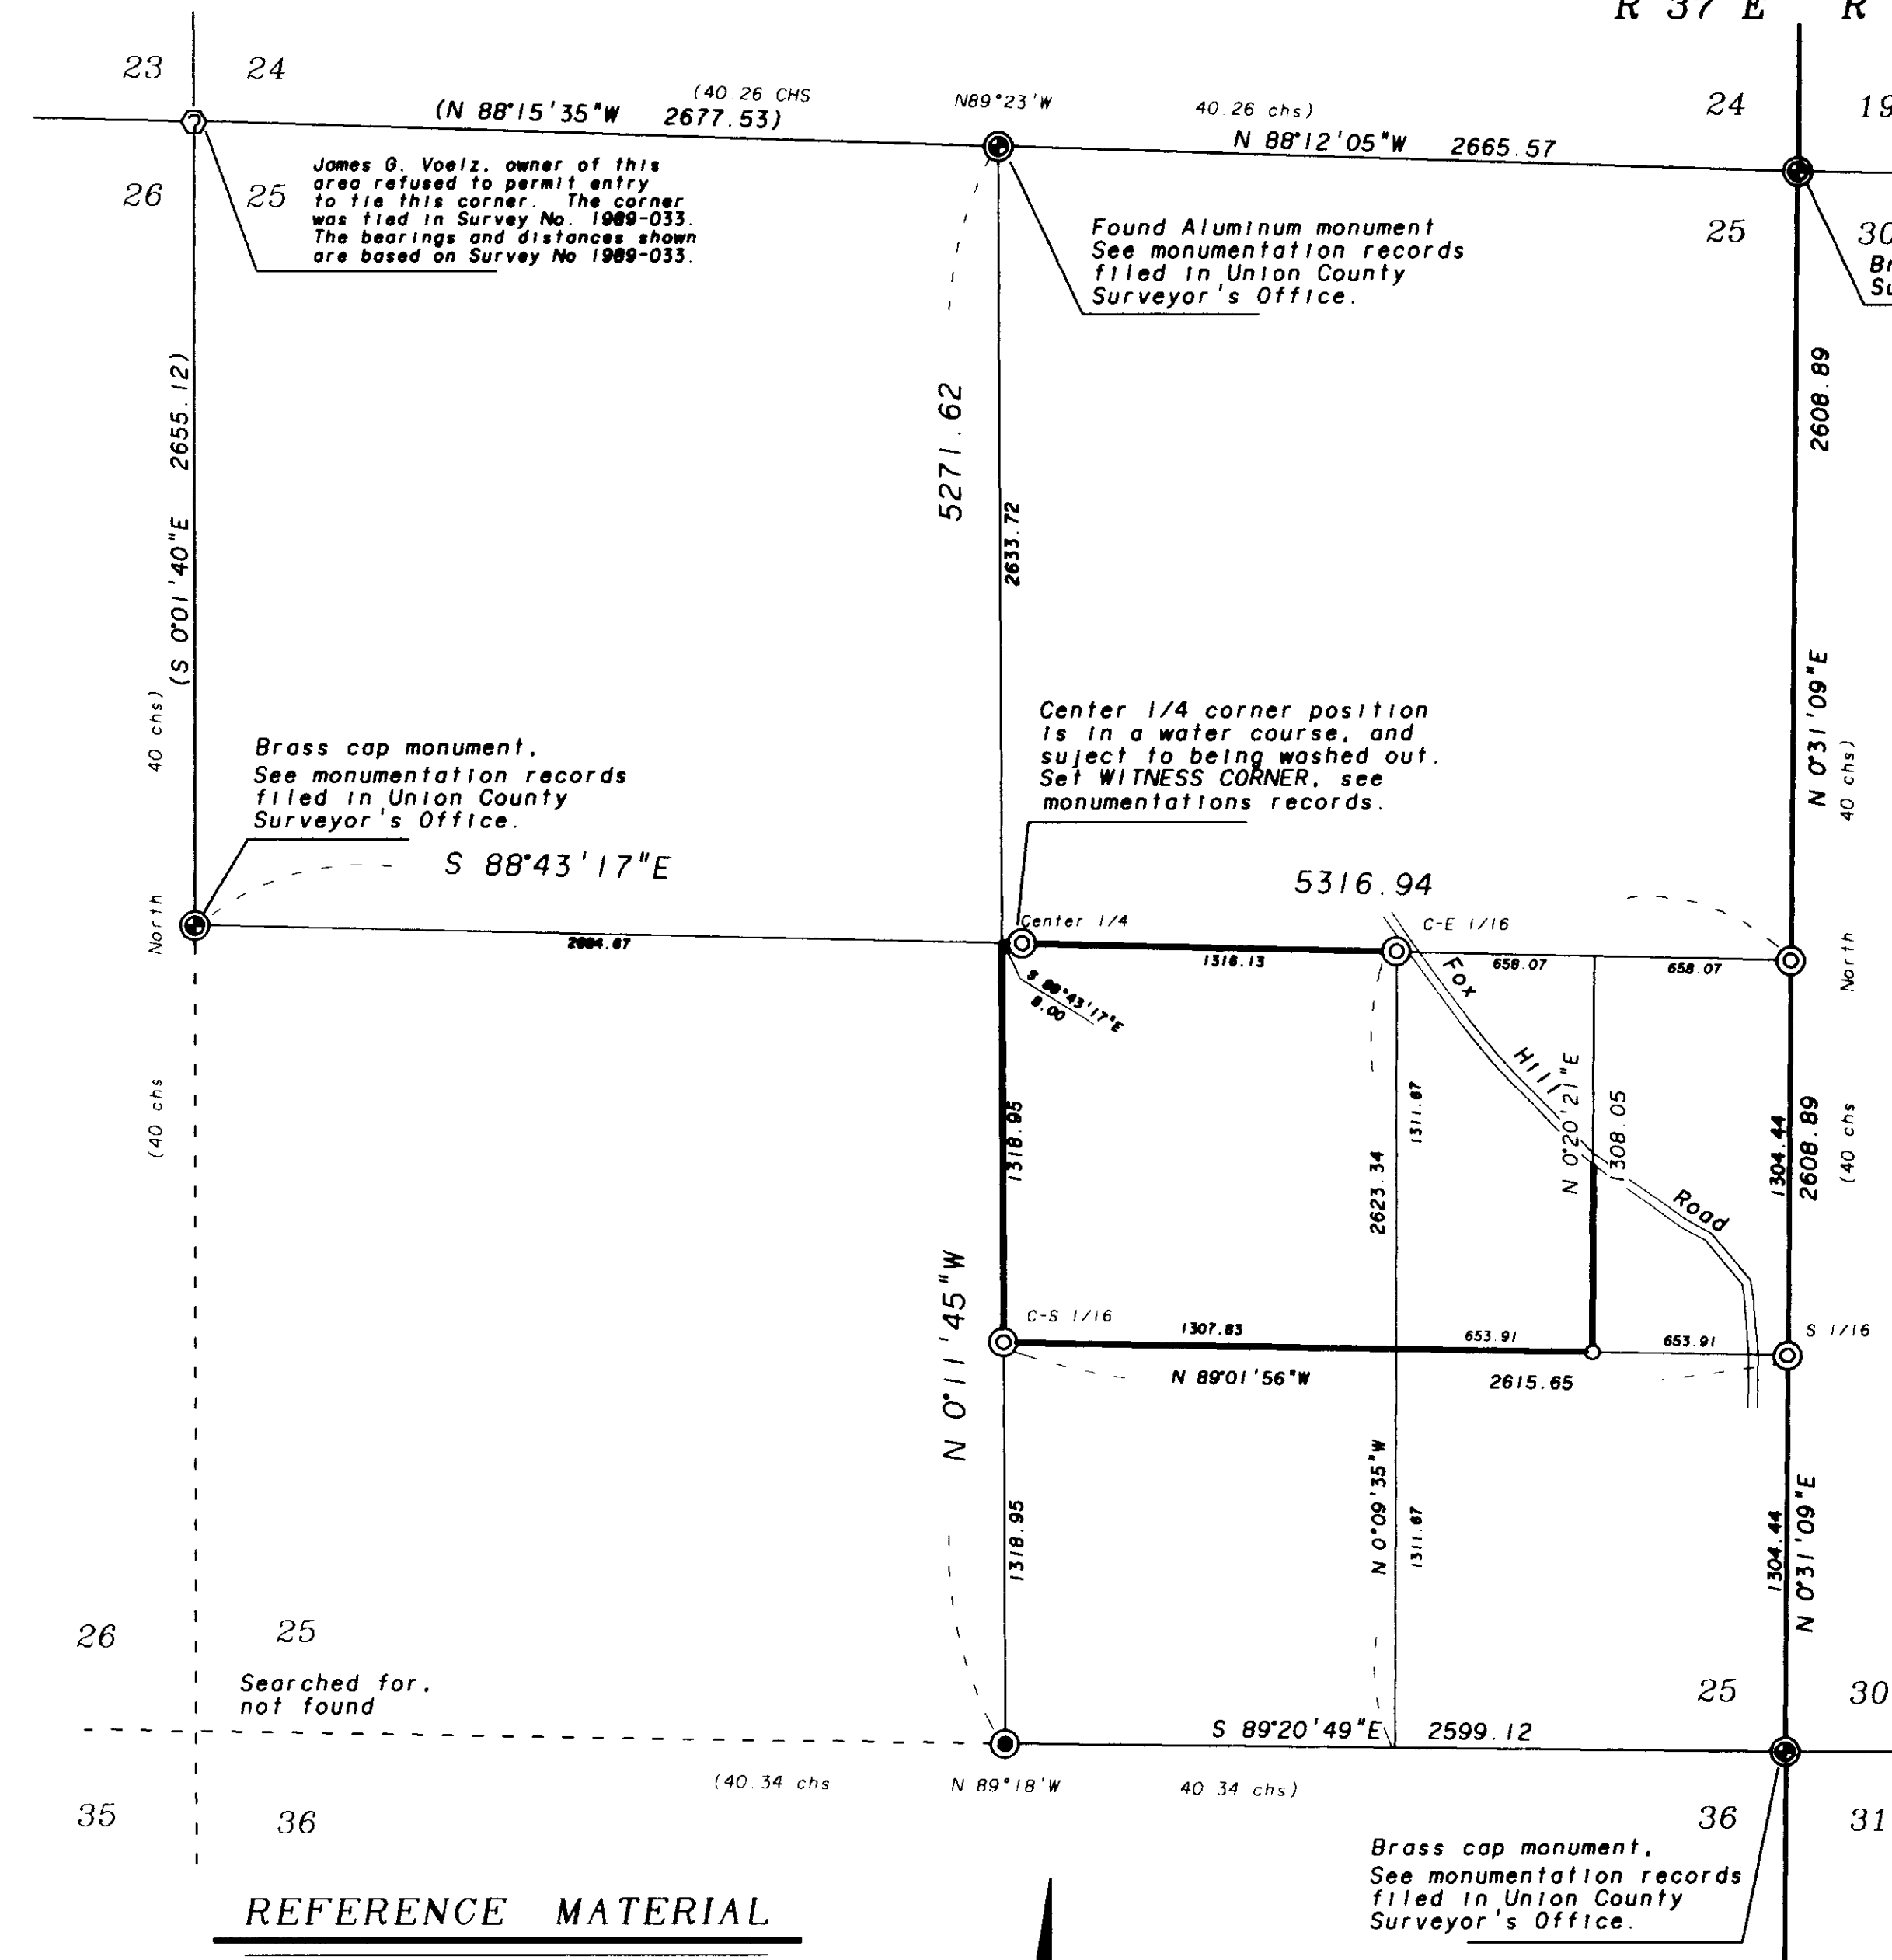 R 37 E R
23 24
(40.26 CHS N89°23'W 40.26 chs)
24 19
(N 88°15'35"W 2677.53)
N 88°12'05"W 2665.57
26 25
25 30
James G. Voelz, owner of this
area refused to permit entry
to tie this corner. The corner
was tied in Survey No. 1989-033.
The bearings and distances shown
are based on Survey No 1989-033.
Found Aluminum monument
See monumentation records
filed in Union County
Surveyor's Office.
Br
Su
(S 0°01'40"E 2655.12)
40 chs)
North
(40 chs
5271.62
2633.72
2608.89
N 0°31'09"E
40 chs)
North
(40 chs
Brass cap monument,
See monumentation records
filed in Union County
Surveyor's Office.
Center 1/4 corner position
is in a water course, and
suject to being washed out.
Set WITNESS CORNER, see
monumentations records.
S 88°43'17"E
5316.94
Center 1/4
C-E 1/16
1316.13
658.07
658.07
S 88°43'17"E
8.00
Fox Hill Road
1318.95
2623.34
1311.67
N 0°20'21"E
1308.05
1304.44
2608.89
N 0°11'45"W
C-S 1/16
1307.83
653.91
653.91
S 1/16
N 89°01'56"W 2615.65
1318.95
N 0°09'35"W
1311.67
1304.44
N 0°31'09"E
26 25
Searched for,
not found
25 30
S 89°20'49"E 2599.12
(40.34 chs N 89°18'W 40 34 chs)
35 36
36 31
Brass cap monument,
See monumentation records
filed in Union County
Surveyor's Office.
REFERENCE MATERIAL